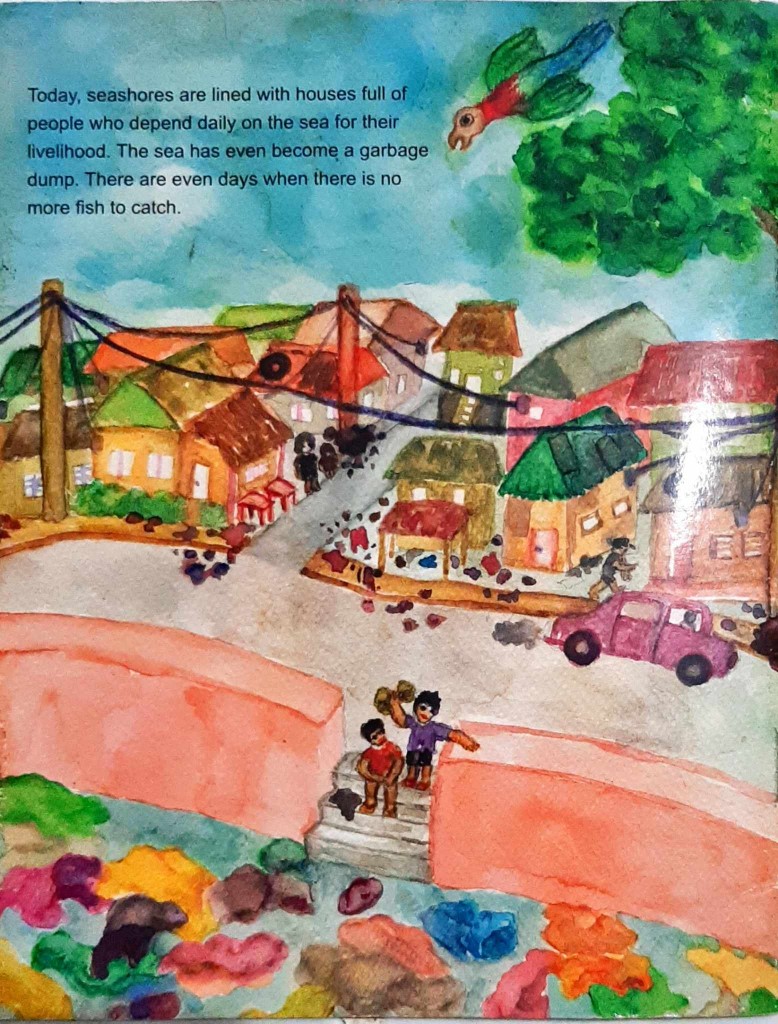 Today, seashores are lined with houses full of
people who depend daily on the sea for their
livelihood. The sea has even become a garbage
dump. There are even days when there is no
more fish to catch.